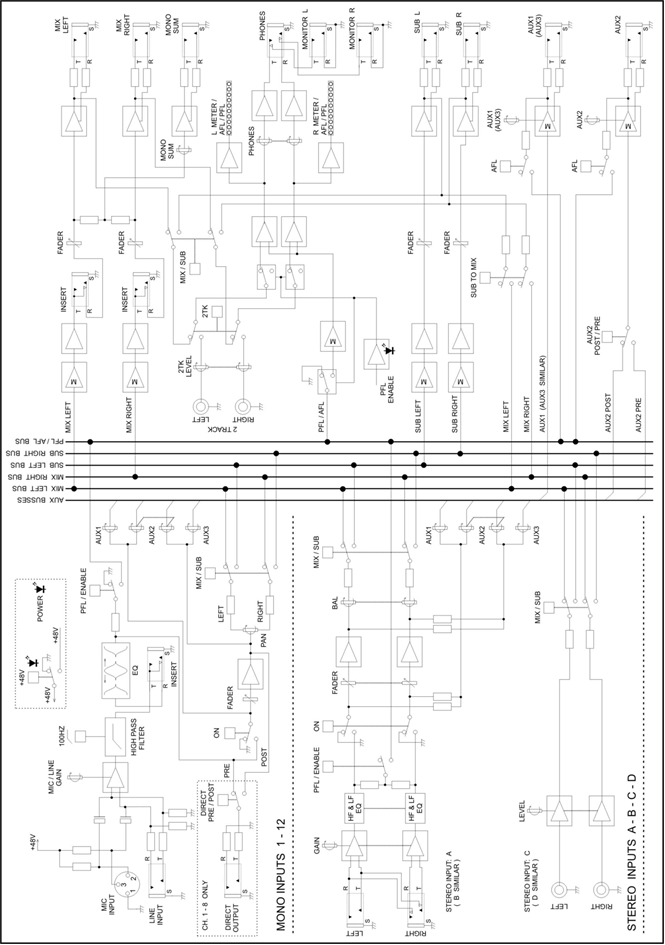 MIC INPUT
3
2
1
+48V
LINE INPUT
R
T
S
MIC / LINE GAIN
100HZ
HIGH PASS FILTER
EQ
INSERT
T
R
S
+48V
+48V
+48V
POWER
PFL / ENABLE
CH. 1 - 8 ONLY
DIRECT OUTPUT
R
T
S
DIRECT PRE / POST
PRE
POST
ON
FADER
PAN
LEFT
RIGHT
MIX / SUB
AUX1
AUX2
AUX3
MONO INPUTS 1 - 12
LEFT
RIGHT
R
T
S
R
T
S
GAIN
HF & LF EQ
HF & LF EQ
PFL / ENABLE
ON
FADER
BAL
MIX / SUB
AUX1
AUX2
AUX3
STEREO INPUT: A
( B SIMILAR )
STEREO INPUT: C
( D SIMILAR )
LEFT
RIGHT
LEVEL
MIX / SUB
STEREO INPUTS A - B - C - D
PFL / AFL BUS
SUB RIGHT BUS
SUB LEFT BUS
MIX RIGHT BUS
MIX LEFT BUS
AUX BUSSES
MIX LEFT
M
INSERT
T
R
S
FADER
MIX LEFT
T
R
S
MIX RIGHT
M
INSERT
T
R
S
FADER
MIX RIGHT
T
R
S
MONO SUM
MONO SUM
T
R
S
LEFT
RIGHT
2 TRACK
2TK LEVEL
2TK
MIX / SUB
L METER / AFL / PFL
PHONES
R METER / AFL / PFL
PHONES
T
R
S
MONITOR L
T
S
MONITOR R
T
S
PFL / AFL
M
PFL ENABLE
SUB LEFT
M
FADER
SUB L
T
R
S
SUB RIGHT
M
FADER
SUB R
T
R
S
MIX LEFT
MIX RIGHT
SUB TO MIX
AUX1 (AUX3 SIMILAR)
AFL
AUX1 (AUX3)
M
AUX1 (AUX3)
T
R
S
AUX2 POST
AUX2 PRE
AUX2 POST / PRE
AFL
AUX2
M
AUX2
T
R
S